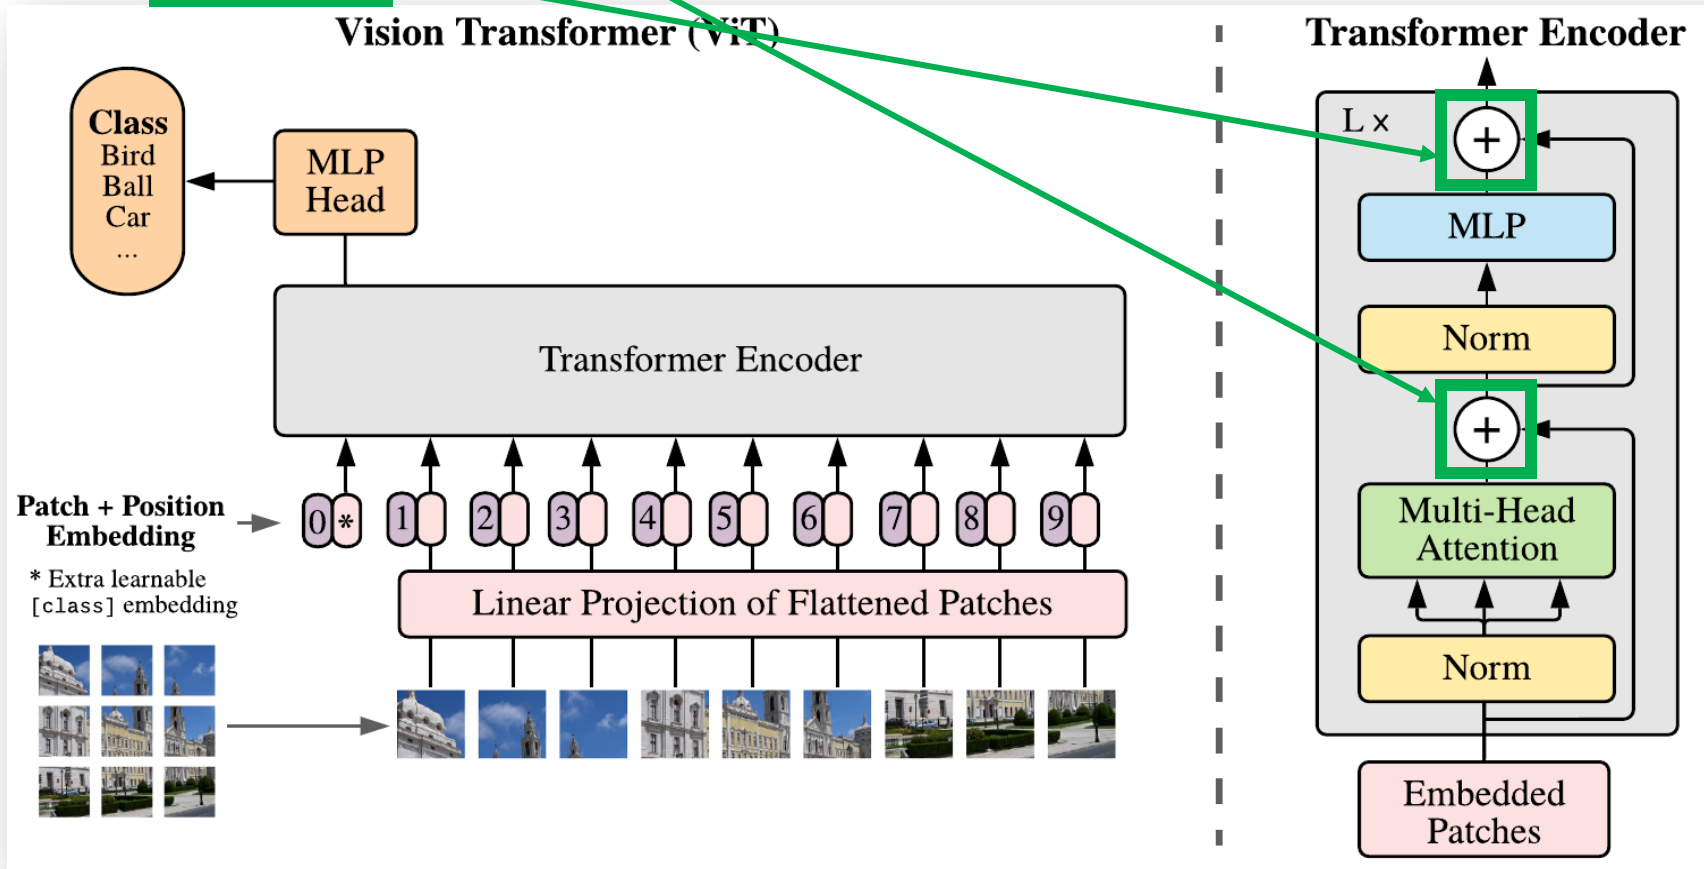 Vision Transformer (ViT)
Class
Bird
Ball
Car
...
MLP
Head
Transformer Encoder
Patch + Position
Embedding
* Extra learnable
[class] embedding
0 * 1 2 3 4 5 6 7 8 9
Linear Projection of Flattened Patches
Transformer Encoder
L ×
+
MLP
Norm
+
Multi-Head
Attention
Norm
Embedded
Patches